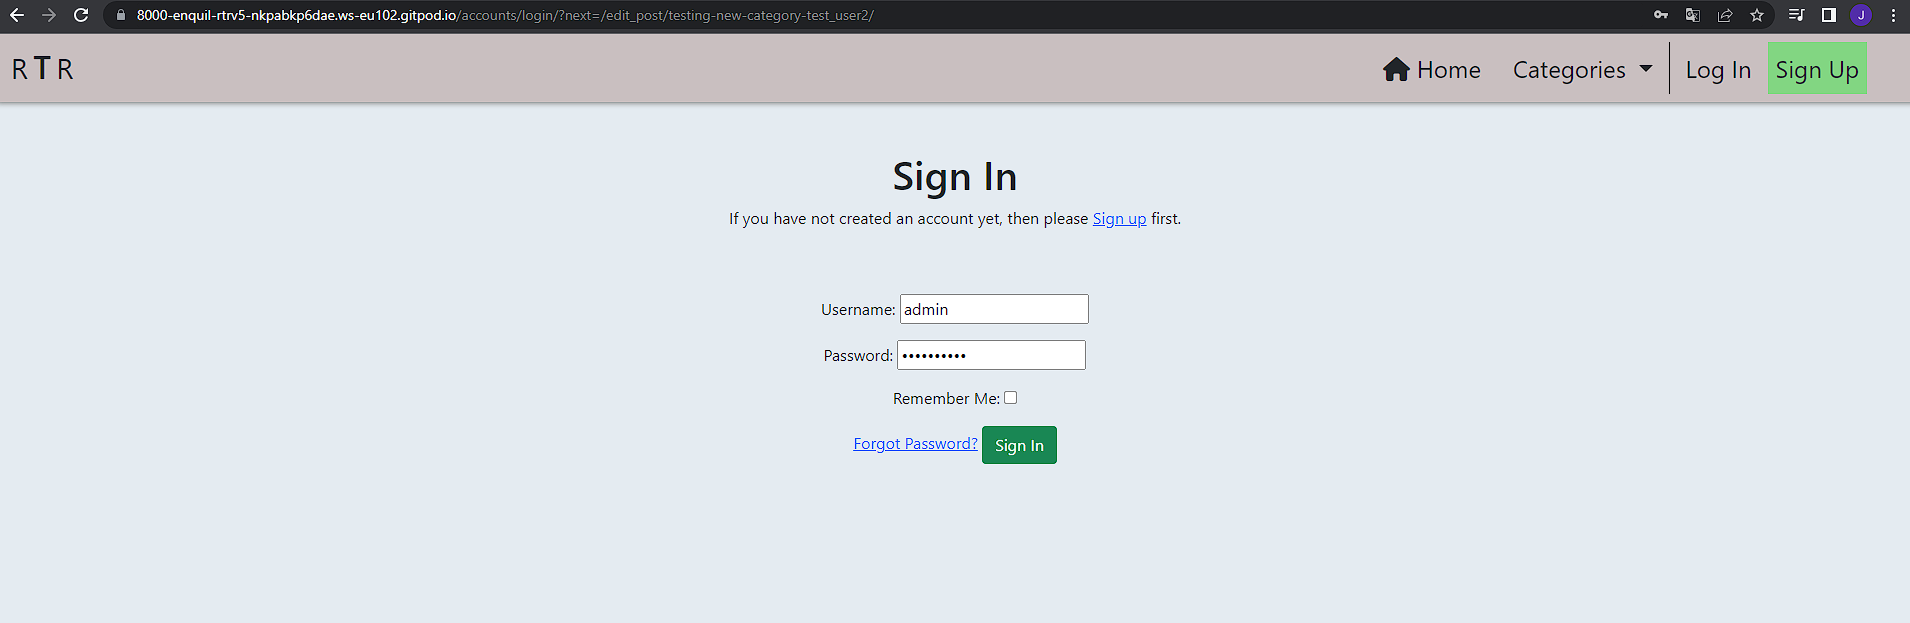 8000-enquil-rtrv5-nkpabkp6dae.ws-eu102.gitpod.io/accounts/login/?next=/edit_post/testing-new-category-test_user2/
J
R T R
Home Categories Log In Sign Up
Sign In
If you have not created an account yet, then please Sign up first.
Username: admin
Password: ••••••••••
Remember Me:
Forgot Password? Sign In